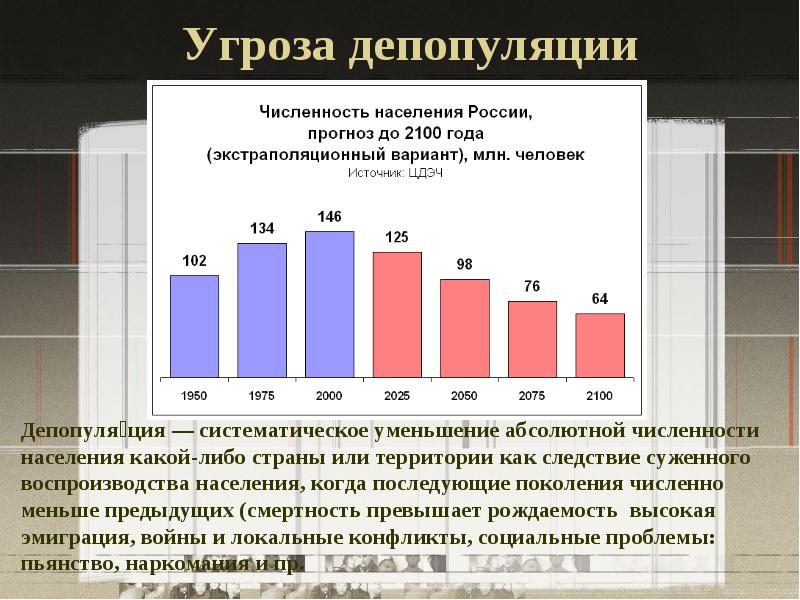 Угроза депопуляции
Численность населения России,
прогноз до 2100 года
(экстраполяционный вариант), млн. человек
Источник: ЦДЭЧ
102 134 146 125 98 76 64
1950 1975 2000 2025 2050 2075 2100
Депопуля́ция — систематическое уменьшение абсолютной численности
населения какой-либо страны или территории как следствие суженного
воспроизводства населения, когда последующие поколения численно
меньше предыдущих (смертность превышает рождаемость высокая
эмиграция, войны и локальные конфликты, социальные проблемы:
пьянство, наркомания и пр.